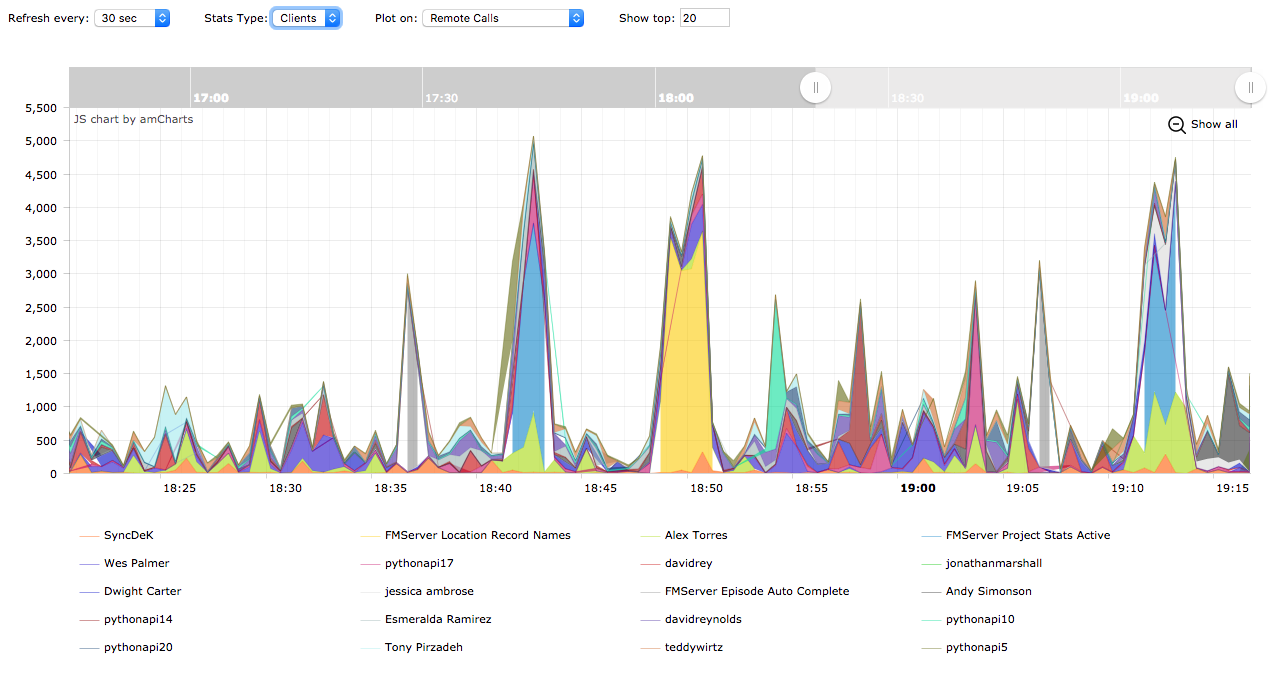 Refresh every: 30 sec Stats Type: Clients Plot on: Remote Calls Show top: 20
17:00 17:30 18:00 18:30 19:00
JS chart by amCharts
Show all
5,500
5,000
4,500
4,000
3,500
3,000
2,500
2,000
1,500
1,000
500
0
18:25 18:30 18:35 18:40 18:45 18:50 18:55 19:00 19:05 19:10 19:15
SyncDeK FMServer Location Record Names Alex Torres FMServer Project Stats Active
Wes Palmer pythonapi17 davidrey jonathanmarshall
Dwight Carter jessica ambrose FMServer Episode Auto Complete Andy Simonson
pythonapi14 Esmeralda Ramirez davidreynolds pythonapi10
pythonapi20 Tony Pirzadeh teddywirtz pythonapi5